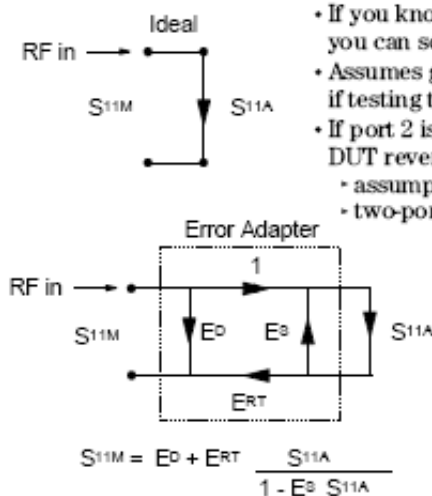 Ideal
RF in
S11M
S11A
• If you kno
you can s
• Assumes
if testing t
• If port 2 is
DUT rever
▸ assump
▸ two-por
Error Adapter
RF in
1
S11M
ED
ES
S11A
ERT
S11M = ED + ERT S11A
1 - ES S11A